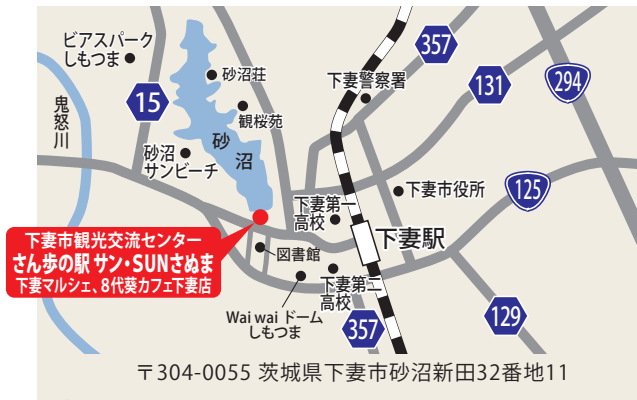 ビアスパーク
しもつま
357
294
15
砂沼荘
下妻警察署
131
鬼怒川
観桜苑
砂沼
砂沼
サンビーチ
125
下妻市役所
下妻第一
高校
下妻市観光交流センター
さん歩の駅 サン・SUNさぬま
下妻マルシェ、8代葵カフェ下妻店
下妻駅
図書館
下妻第二
高校
Wai wai ドーム
しもつま
357
129
〒304-0055 茨城県下妻市砂沼新田32番地11